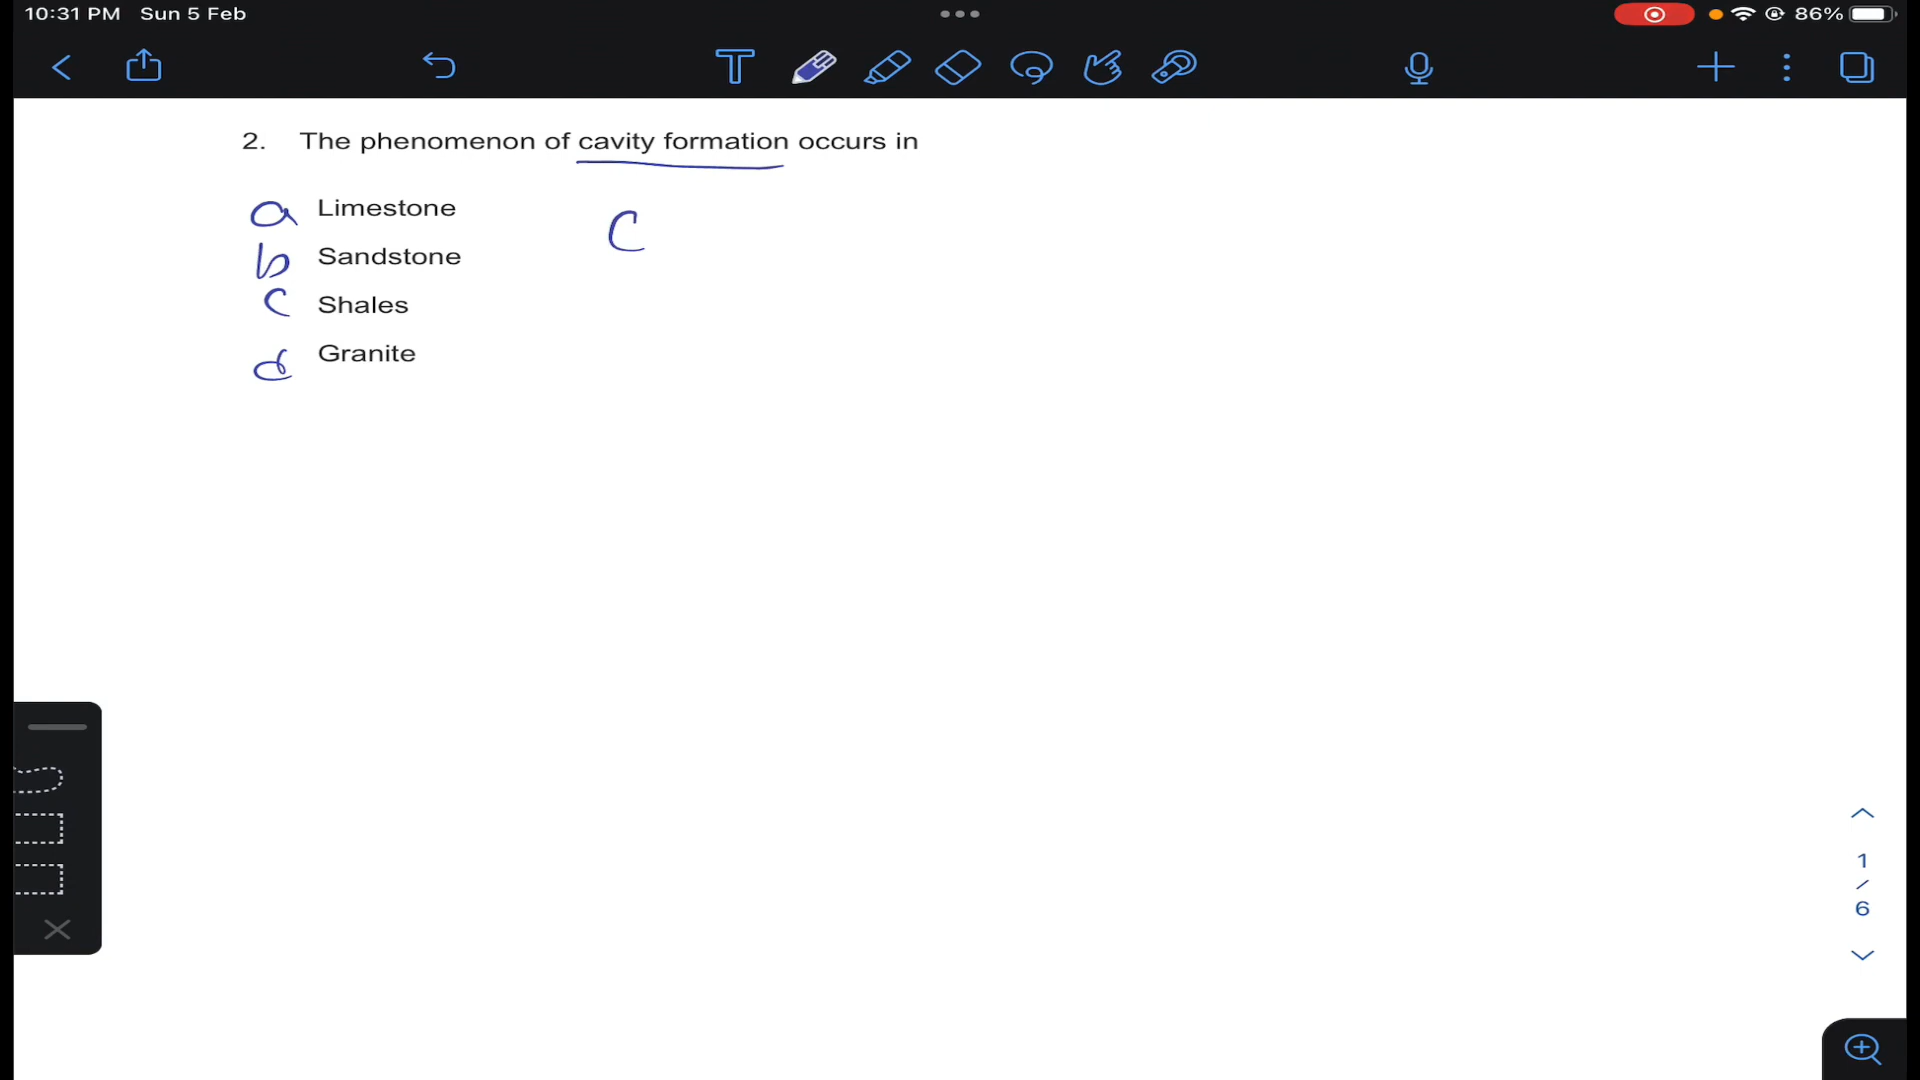 10:31 PM Sun 5 Feb
86%
2. The phenomenon of cavity formation occurs in
a Limestone
C
b Sandstone
c Shales
d Granite
1
/
6